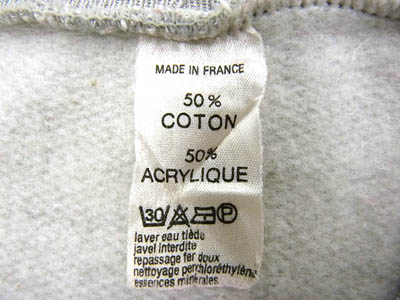 MADE IN FRANCE
50%
COTON
50%
ACRYLIQUE
30 P
laver eau tiède
javel interdite
repassage fer doux
nettoyage perchloréthylène
essences minérales